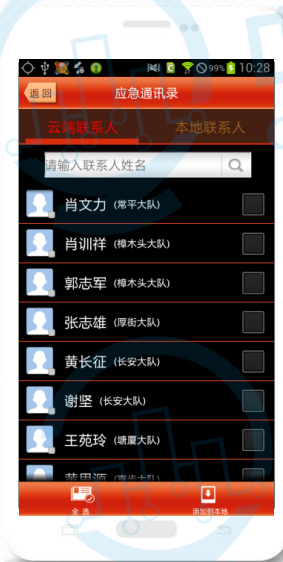 99% 10:28
返回 应急通讯录
云端联系人 本地联系人
请输入联系人姓名
肖文力 (常平大队)
肖训祥 (樟木头大队)
郭志军 (樟木头大队)
张志雄 (厚街大队)
黄长征 (长安大队)
谢坚 (长安大队)
王苑玲 (塘厦大队)
全选 添加到本地